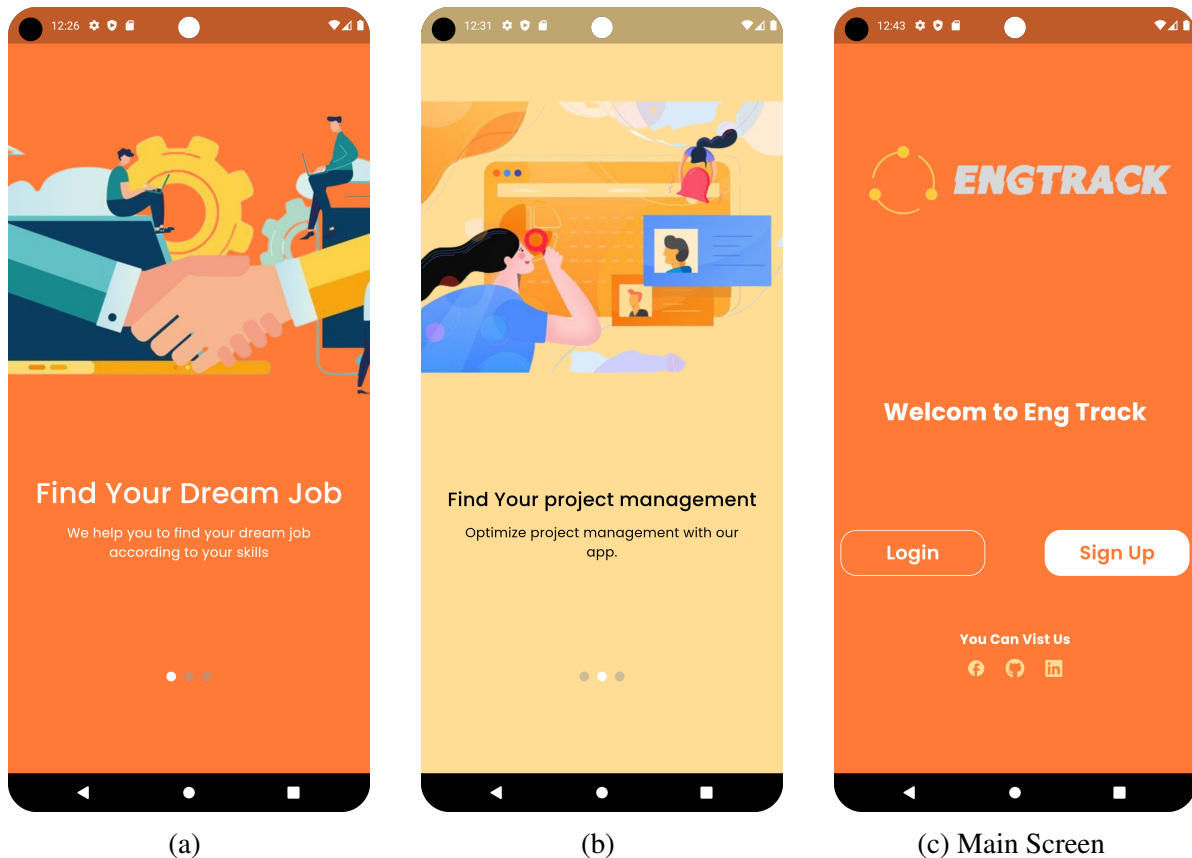 12:26
Find Your Dream Job
We help you to find your dream job
according to your skills
(a)
12:31
Find Your project management
Optimize project management with our
app.
(b)
12:43
ENGTRACK
Welcom to Eng Track
Login
Sign Up
You Can Vist Us
(c) Main Screen